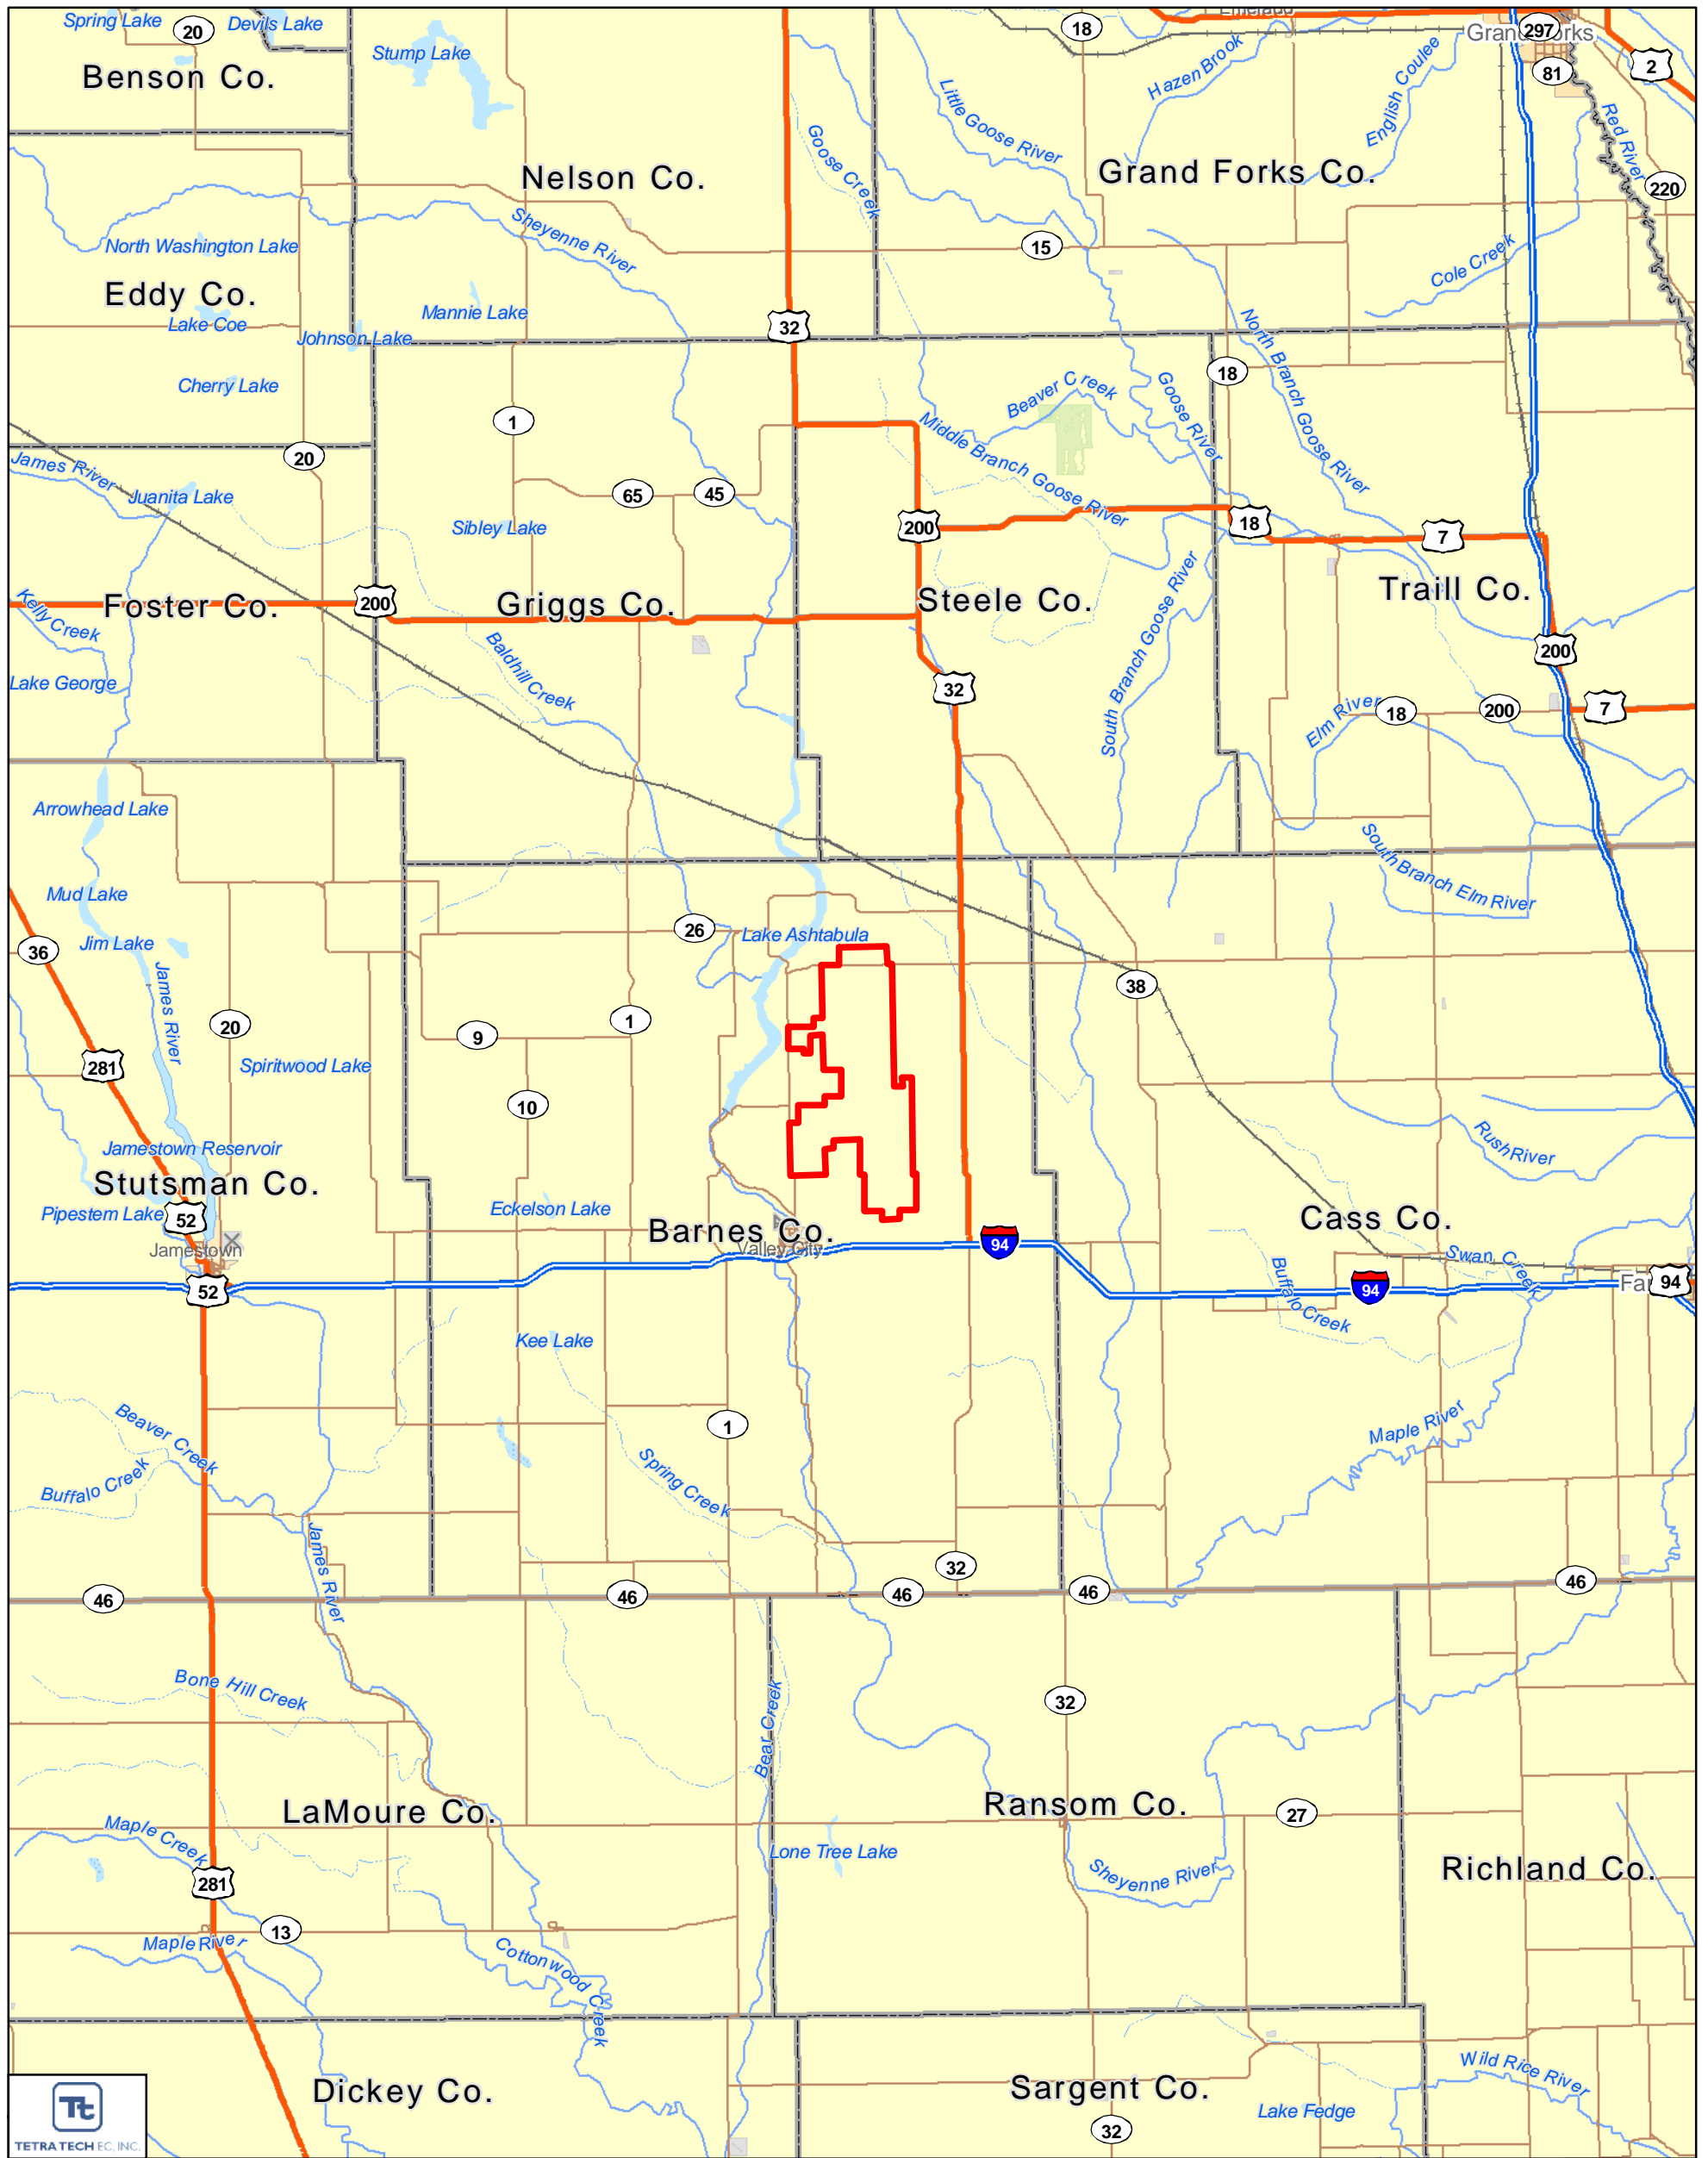 Spring Lake
20
Devils Lake
Stump Lake
Benson Co.
18
Emerado
Hazen Brook
English Coulee
Grand Forks
297
81
2
Little Goose River
Goose Creek
Red River
Nelson Co.
Grand Forks Co.
220
Sheyenne River
North Washington Lake
15
Cole Creek
Eddy Co.
Lake Coe
Mannie Lake
32
Johnson Lake
North Branch Goose River
Cherry Lake
18
Beaver Creek
Goose River
1
Middle Branch Goose River
20
James River
Juanita Lake
65
45
Sibley Lake
200
18
7
Kelly Creek
Foster Co.
200
Griggs Co.
Steele Co.
South Branch Goose River
Traill Co.
Baldhill Creek
200
Lake George
32
Elm River
18
200
7
Arrowhead Lake
South Branch Elm River
Mud Lake
36
Jim Lake
26
Lake Ashtabula
James River
38
20
9
1
281
Spiritwood Lake
10
Jamestown Reservoir
Rush River
Stutsman Co.
Pipestem Lake
52
Eckelson Lake
Barnes Co.
Cass Co.
Jamestown
Valley City
94
Swan Creek
52
Buffalo Creek
94
94
Kee Lake
Beaver Creek
1
Maple River
Buffalo Creek
Spring Creek
James River
32
46
46
46
46
46
Bone Hill Creek
Bear Creek
32
LaMoure Co.
Ransom Co.
27
Maple Creek
Lone Tree Lake
Sheyenne River
Richland Co.
281
13
Maple River
Cottonwood Creek
Wild Rice River
Dickey Co.
Sargent Co.
Lake Fedge
32
Tt
TETRA TECH EC, INC.